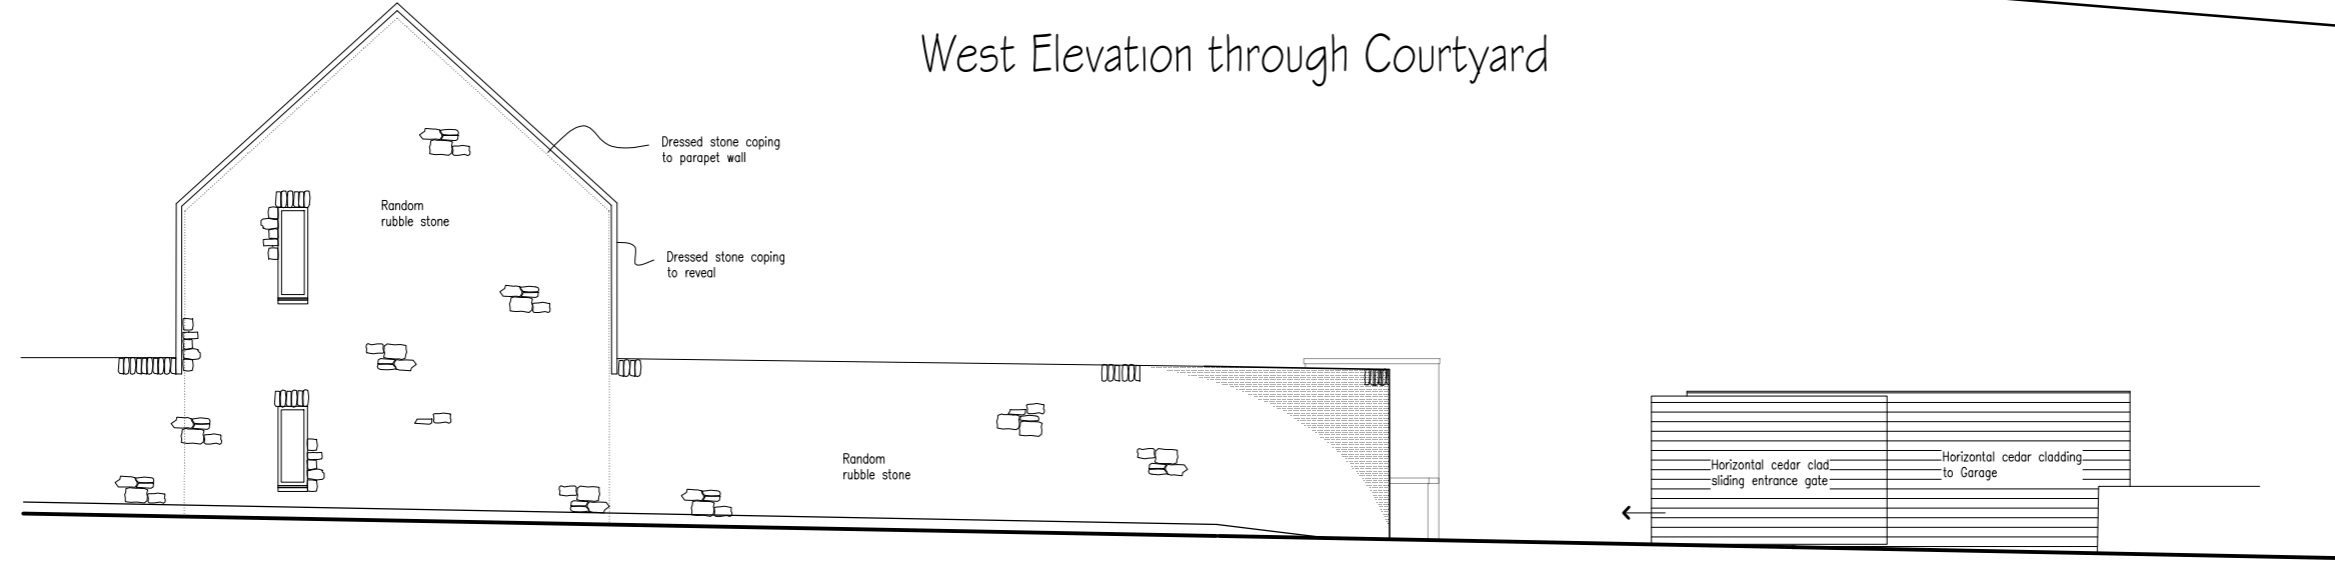 West Elevation through Courtyard
Dressed stone coping
to parapet wall
Random
rubble stone
Dressed stone coping
to reveal
Random
rubble stone
Horizontal cedar clad
sliding entrance gate
Horizontal cedar cladding
to Garage